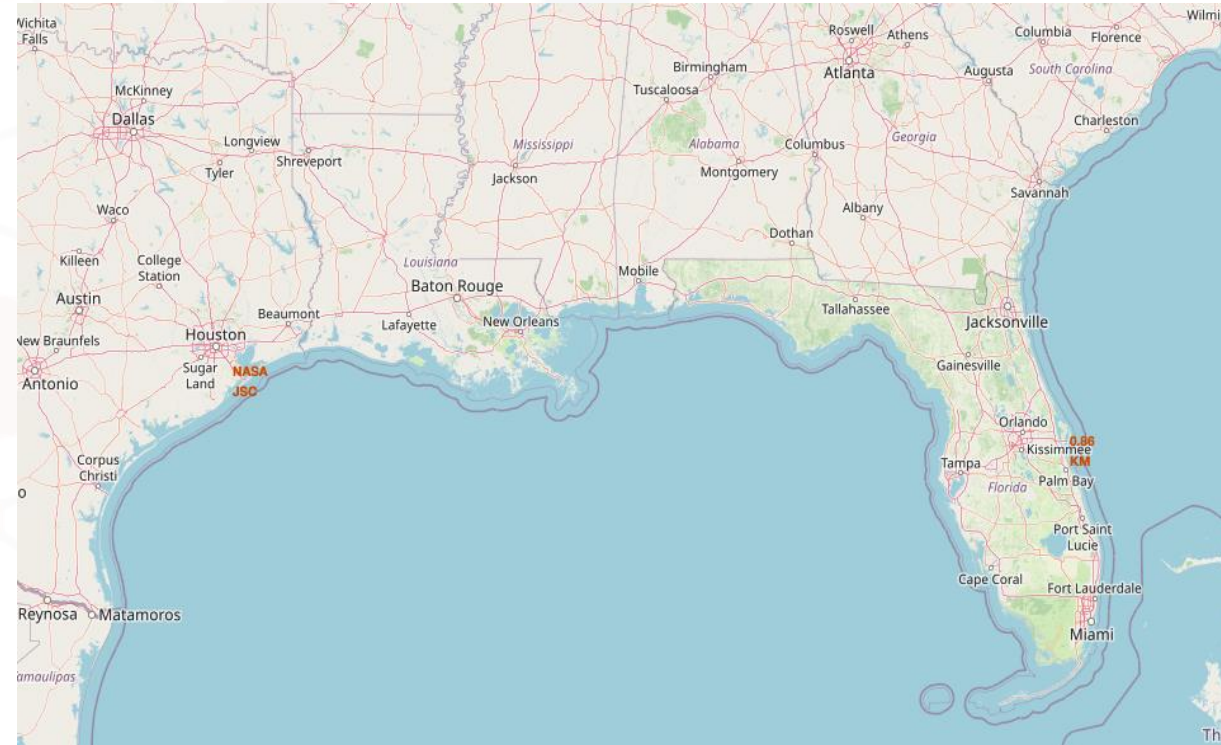 Wichita
Falls
McKinney
Dallas
Longview
Tyler
Shreveport
Waco
Killeen
College
Station
Austin
New Braunfels
Antonio
Houston
Sugar
Land
Beaumont
NASA
JSC
Corpus
Christi
Reynosa
Matamoros
Tamaulipas
Louisiana
Baton Rouge
Lafayette
New Orleans
Mississippi
Jackson
Tuscaloosa
Birmingham
Alabama
Montgomery
Mobile
Dothan
Roswell
Athens
Atlanta
Columbus
Georgia
Albany
Augusta
Columbia
Florence
South Carolina
Charleston
Savannah
Tallahassee
Jacksonville
Gainesville
Orlando
Kissimmee
0.86
KM
Tampa
Florida
Palm Bay
Port Saint
Lucie
Cape Coral
Fort Lauderdale
Miami